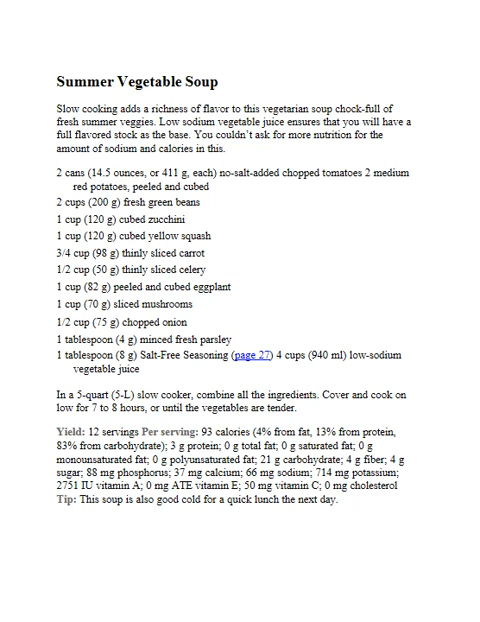 Summer Vegetable Soup
Slow cooking adds a richness of flavor to this vegetarian soup chock-full of
fresh summer veggies. Low sodium vegetable juice ensures that you will have a
full flavored stock as the base. You couldn’t ask for more nutrition for the
amount of sodium and calories in this.
2 cans (14.5 ounces, or 411 g, each) no-salt-added chopped tomatoes 2 medium
red potatoes, peeled and cubed
2 cups (200 g) fresh green beans
1 cup (120 g) cubed zucchini
1 cup (120 g) cubed yellow squash
3/4 cup (98 g) thinly sliced carrot
1/2 cup (50 g) thinly sliced celery
1 cup (82 g) peeled and cubed eggplant
1 cup (70 g) sliced mushrooms
1/2 cup (75 g) chopped onion
1 tablespoon (4 g) minced fresh parsley
1 tablespoon (8 g) Salt-Free Seasoning (page 27) 4 cups (940 ml) low-sodium
vegetable juice
In a 5-quart (5-L) slow cooker, combine all the ingredients. Cover and cook on
low for 7 to 8 hours, or until the vegetables are tender.
Yield: 12 servings Per serving: 93 calories (4% from fat, 13% from protein,
83% from carbohydrate); 3 g protein; 0 g total fat; 0 g saturated fat; 0 g
monounsaturated fat; 0 g polyunsaturated fat; 21 g carbohydrate; 4 g fiber; 4 g
sugar; 88 mg phosphorus; 37 mg calcium; 66 mg sodium; 714 mg potassium;
2751 IU vitamin A; 0 mg ATE vitamin E; 50 mg vitamin C; 0 mg cholesterol
Tip: This soup is also good cold for a quick lunch the next day.